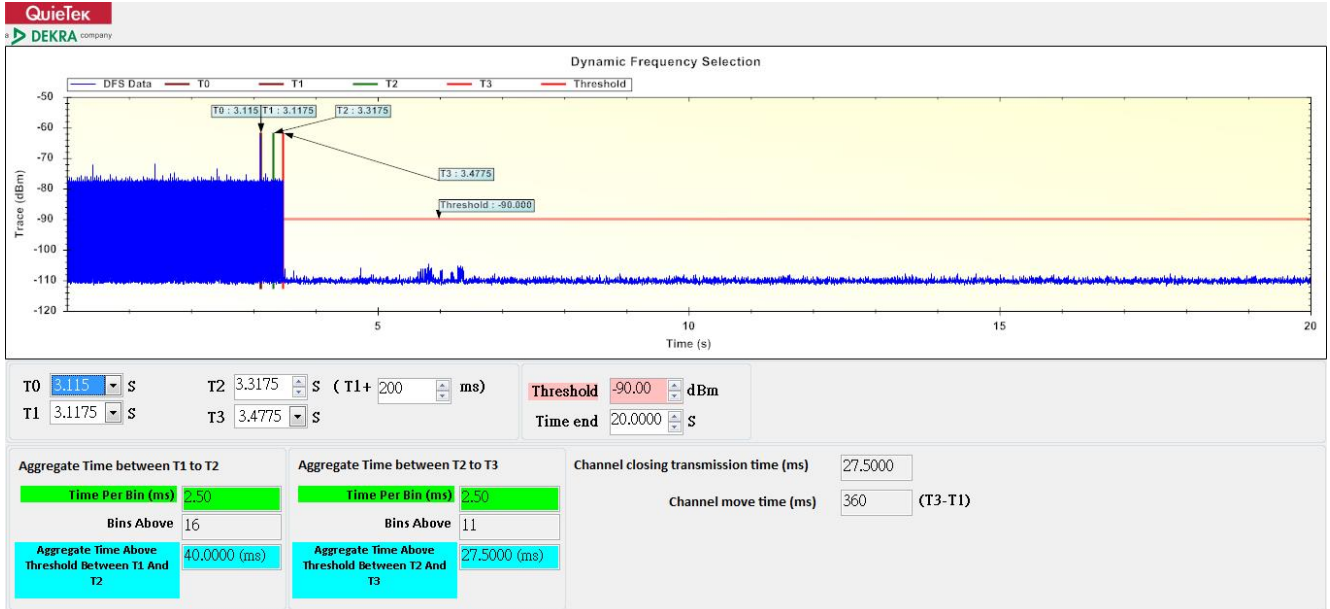 QuieTek
a DEKRA company
Dynamic Frequency Selection
DFS Data T0 T1 T2 T3 Threshold
-50
-60
-70
-80
-90
-100
-110
-120
Trace (dBm)
T0 : 3.115 T1 : 3.1175 T2 : 3.3175
T3 : 3.4775
Threshold : -90.000
5 10 15 20
Time (s)
T0 3.115 S T2 3.3175 S ( T1+ 200 ms) Threshold -90.00 dBm
T1 3.1175 S T3 3.4775 S Time end 20.0000 S
Aggregate Time between T1 to T2
Time Per Bin (ms) 2.50
Bins Above 16
Aggregate Time Above
Threshold Between T1 And
T2
40.0000 (ms)
Aggregate Time between T2 to T3
Time Per Bin (ms) 2.50
Bins Above 11
Aggregate Time Above
Threshold Between T2 And
T3
27.5000 (ms)
Channel closing transmission time (ms) 27.5000
Channel move time (ms) 360 (T3-T1)